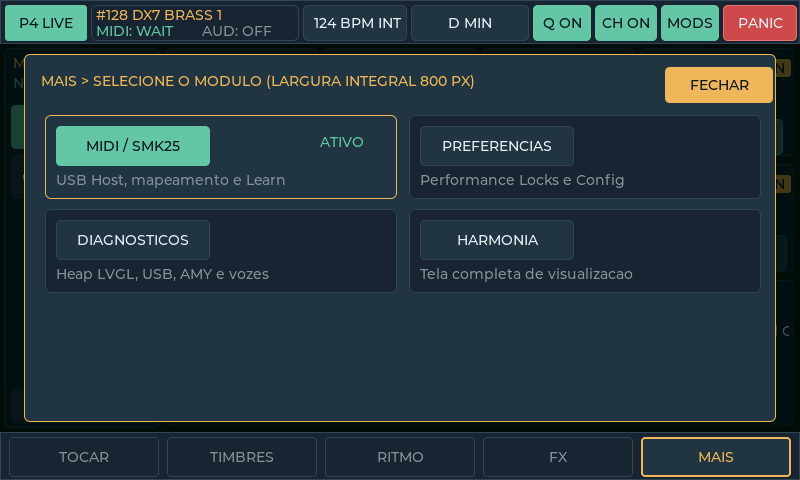 P4 LIVE
#128 DX7 BRASS 1
MIDI: WAIT AUD: OFF
124 BPM INT
D MIN
Q ON
CH ON
MODS
PANIC
MAIS > SELECIONE O MODULO (LARGURA INTEGRAL 800 PX)
FECHAR
MIDI / SMK25
ATIVO
USB Host, mapeamento e Learn
PREFERENCIAS
Performance Locks e Config
DIAGNOSTICOS
Heap LVGL, USB, AMY e vozes
HARMONIA
Tela completa de visualizacao
TOCAR
TIMBRES
RITMO
FX
MAIS